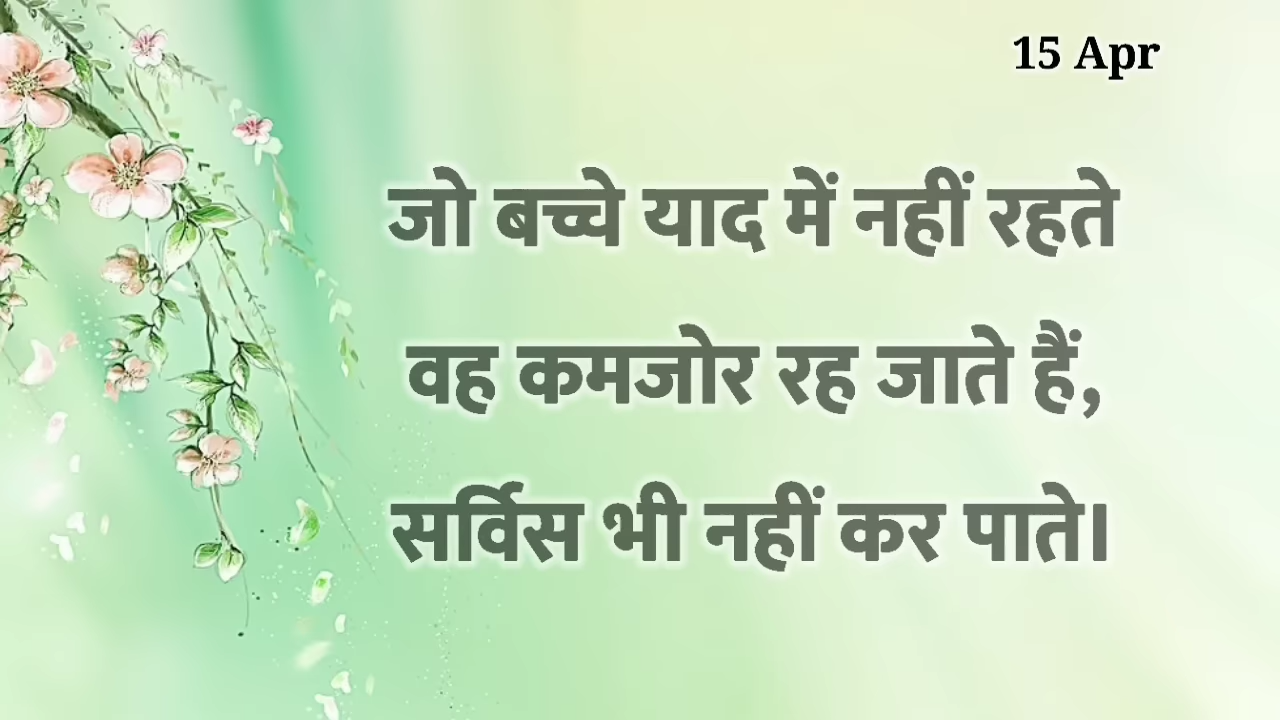 15 Apr
जो बच्चे याद में नहीं रहते
वह कमजोर रह जाते हैं,
सर्विस भी नहीं कर पाते।